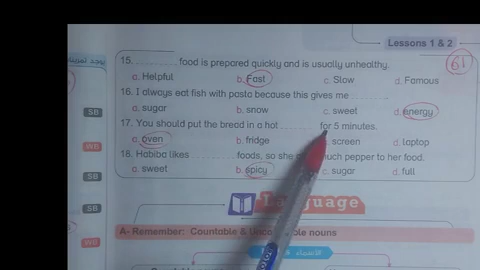 Lessons 1 & 2
15. .......... food is prepared quickly and is usually unhealthy.
a. Helpful b. Fast c. Slow d. Famous
16. I always eat fish with pasta because this gives me ..........
a. sugar b. snow c. sweet d. energy
17. You should put the bread in a hot .......... for 5 minutes.
a. oven b. fridge screen d. laptop
18. Habiba likes .......... foods, so she much pepper to her food.
a. sweet b. spicy c. sugar d. full
SB
WB
SB
SB
WB
Language
A- Remember: Countable & nouns